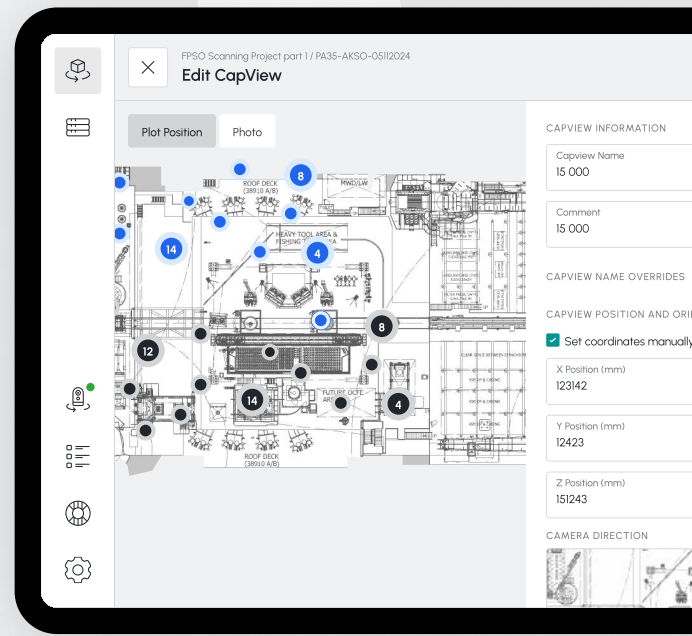 FPSO Scanning Project part 1 / PA35-AKSO-05112024
Edit CapView
Plot Position
Photo
8
ROOF DECK
(38910 A/B)
MWD/LW
14
HEAVY TOOL AREA &
FISHING
4
8
12
14
FUTURE
4
ROOF DECK
(38910 A/B)
CAPVIEW INFORMATION
Capview Name
15 000
Comment
15 000
CAPVIEW NAME OVERRIDES
CAPVIEW POSITION AND ORI
Set coordinates manually
X Position (mm)
123142
Y Position (mm)
12423
Z Position (mm)
151243
CAMERA DIRECTION